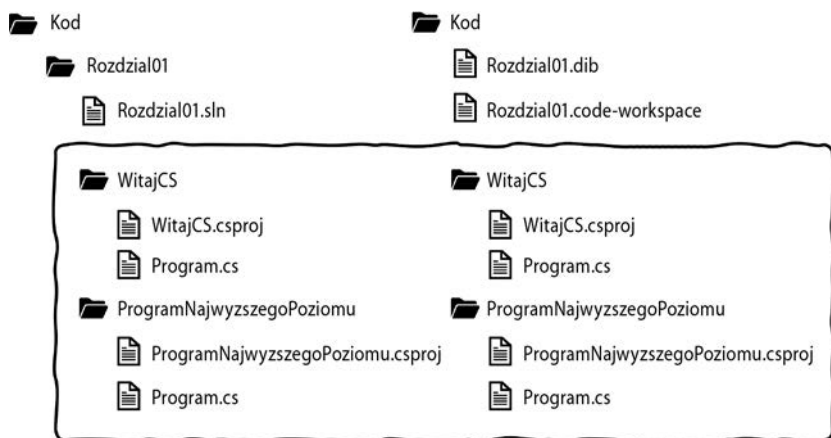 Kod
Rozdzial01
Rozdzial01.sln
WitajCS
WitajCS.csproj
Program.cs
ProgramNajwyzszegoPoziomu
ProgramNajwyzszegoPoziomu.csproj
Program.cs
Kod
Rozdzial01.dib
Rozdzial01.code-workspace
WitajCS
WitajCS.csproj
Program.cs
ProgramNajwyzszegoPoziomu
ProgramNajwyzszegoPoziomu.csproj
Program.cs